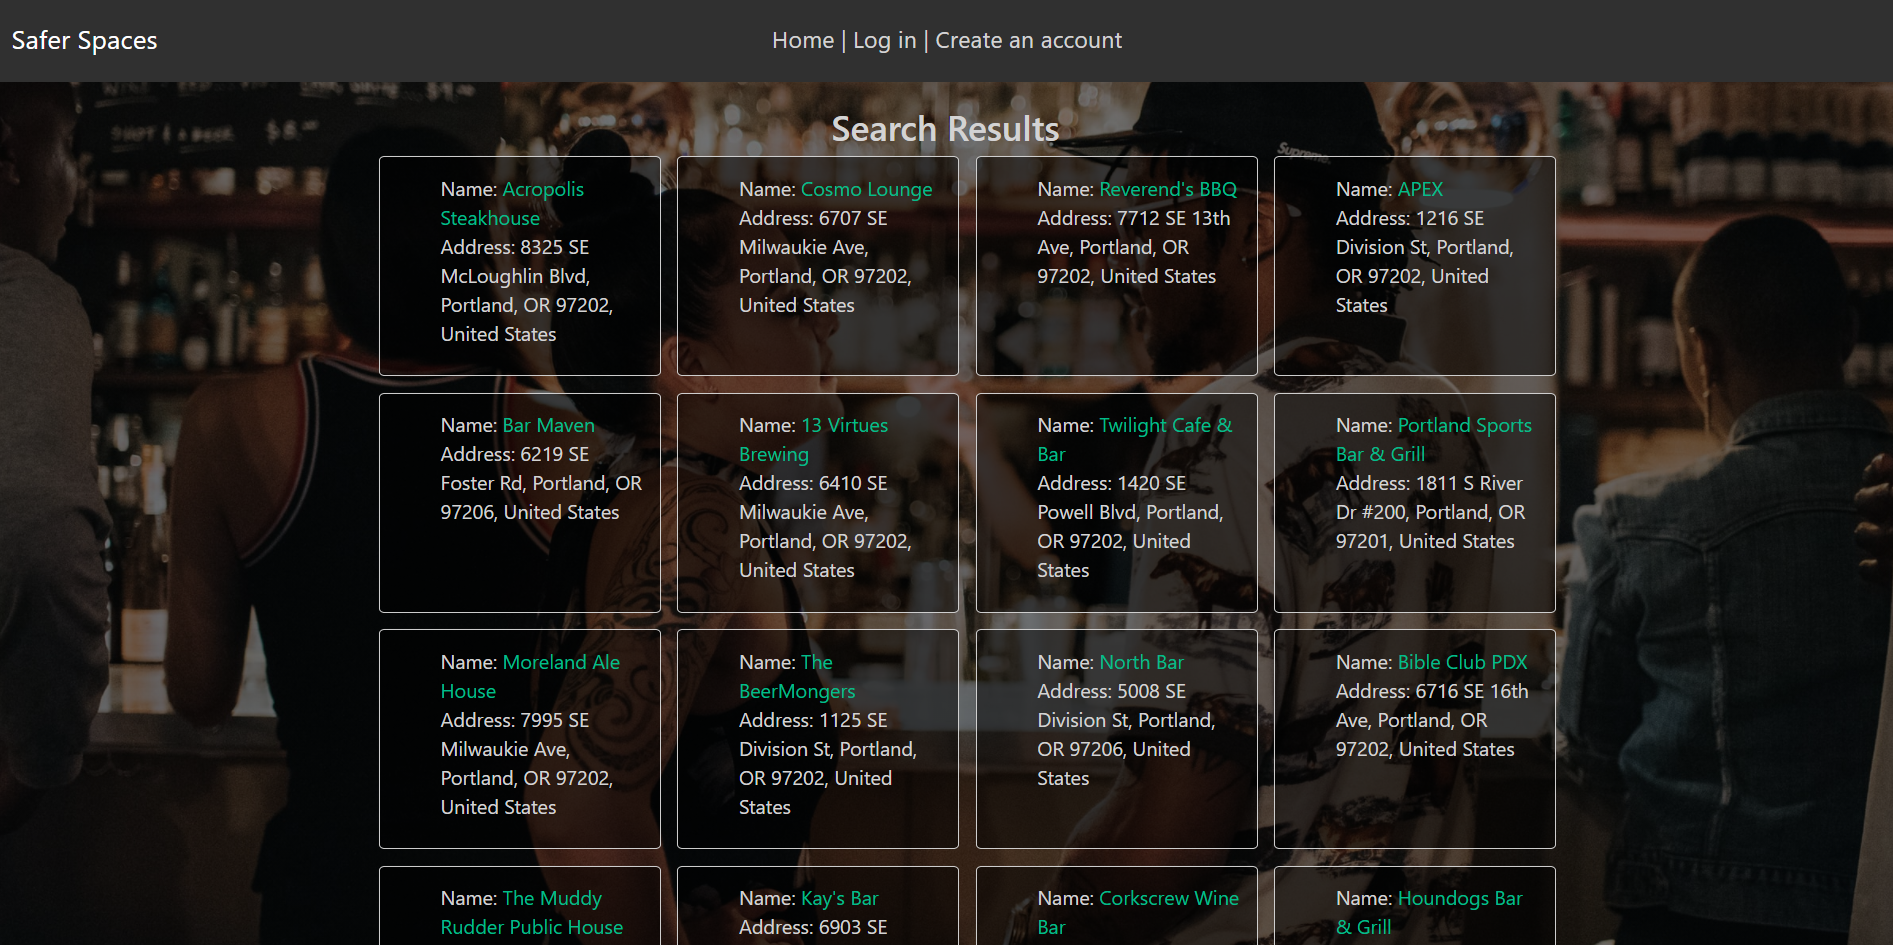 Safer Spaces
Home | Log in | Create an account
Search Results
Name: Acropolis
Steakhouse
Address: 8325 SE
McLoughlin Blvd,
Portland, OR 97202,
United States
Name: Cosmo Lounge
Address: 6707 SE
Milwaukie Ave,
Portland, OR 97202,
United States
Name: Reverend's BBQ
Address: 7712 SE 13th
Ave, Portland, OR
97202, United States
Name: APEX
Address: 1216 SE
Division St, Portland,
OR 97202, United
States
Name: Bar Maven
Address: 6219 SE
Foster Rd, Portland, OR
97206, United States
Name: 13 Virtues
Brewing
Address: 6410 SE
Milwaukie Ave,
Portland, OR 97202,
United States
Name: Twilight Cafe &
Bar
Address: 1420 SE
Powell Blvd, Portland,
OR 97202, United
States
Name: Portland Sports
Bar & Grill
Address: 1811 S River
Dr #200, Portland, OR
97201, United States
Name: Moreland Ale
House
Address: 7995 SE
Milwaukie Ave,
Portland, OR 97202,
United States
Name: The
BeerMongers
Address: 1125 SE
Division St, Portland,
OR 97202, United
States
Name: North Bar
Address: 5008 SE
Division St, Portland,
OR 97206, United
States
Name: Bible Club PDX
Address: 6716 SE 16th
Ave, Portland, OR
97202, United States
Name: The Muddy
Rudder Public House
Name: Kay's Bar
Address: 6903 SE
Name: Corkscrew Wine
Bar
Name: Houndogs Bar
& Grill
Supreme